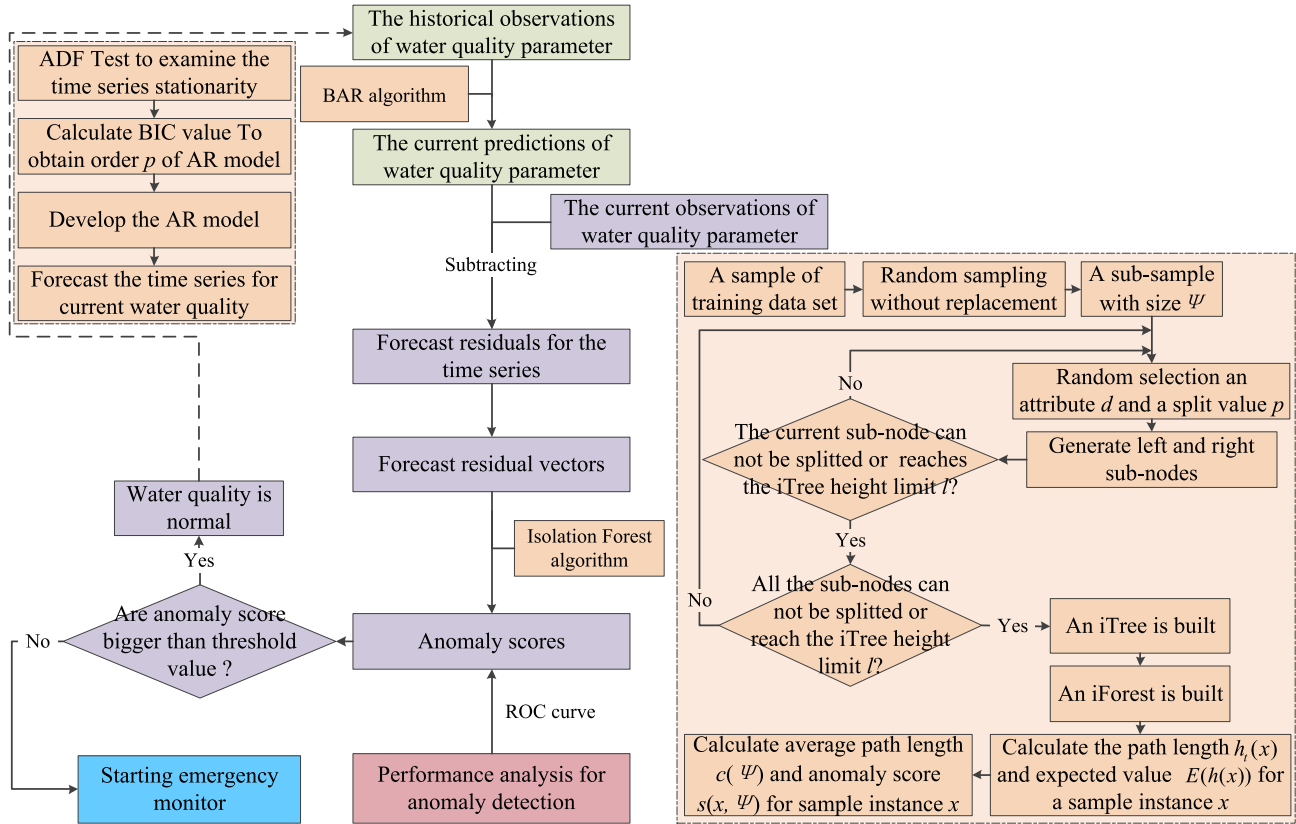 The historical observations
of water quality parameter
ADF Test to examine the
time series stationarity
Calculate BIC value To
obtain order p of AR model
Develop the AR model
Forecast the time series for
current water quality
BAR algorithm
The current predictions of
water quality parameter
The current observations of
water quality parameter
Subtracting
Forecast residuals for the
time series
Forecast residual vectors
Isolation Forest
algorithm
Anomaly scores
Water quality is
normal
Yes
Are anomaly score
bigger than threshold
value ?
No
Starting emergency
monitor
ROC curve
Performance analysis for
anomaly detection
A sample of
training data set
Random sampling
without replacement
A sub-sample
with size Ψ
Random selection an
attribute d and a split value p
Generate left and right
sub-nodes
No
The current sub-node can
not be splitted or reaches
the iTree height limit l?
Yes
All the sub-nodes can
not be splitted or
reach the iTree height
limit l?
No
Yes
An iTree is built
An iForest is built
Calculate the path length hₜ(x)
and expected value E(h(x)) for
a sample instance x
Calculate average path length
c( Ψ) and anomaly score
s(x, Ψ) for sample instance x